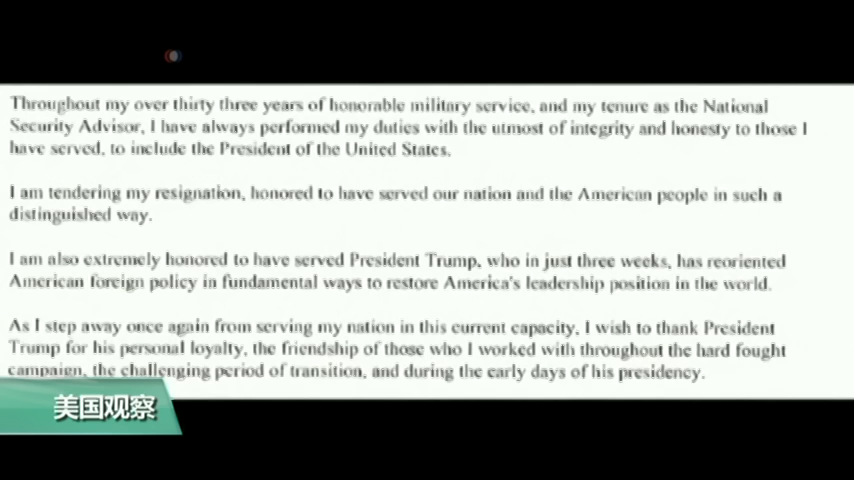 Throughout my over thirty three years of honorable military service, and my tenure as the National
Security Advisor, I have always performed my duties with the utmost of integrity and honesty to those I
have served, to include the President of the United States.
I am tendering my resignation, honored to have served our nation and the American people in such a
distinguished way.
I am also extremely honored to have served President Trump, who in just three weeks, has reoriented
American foreign policy in fundamental ways to restore America's leadership position in the world.
As I step away once again from serving my nation in this current capacity, I wish to thank President
Trump for his personal loyalty, the friendship of those who I worked with throughout the hard fought
campaign, the challenging period of transition, and during the early days of his presidency.
美国观察